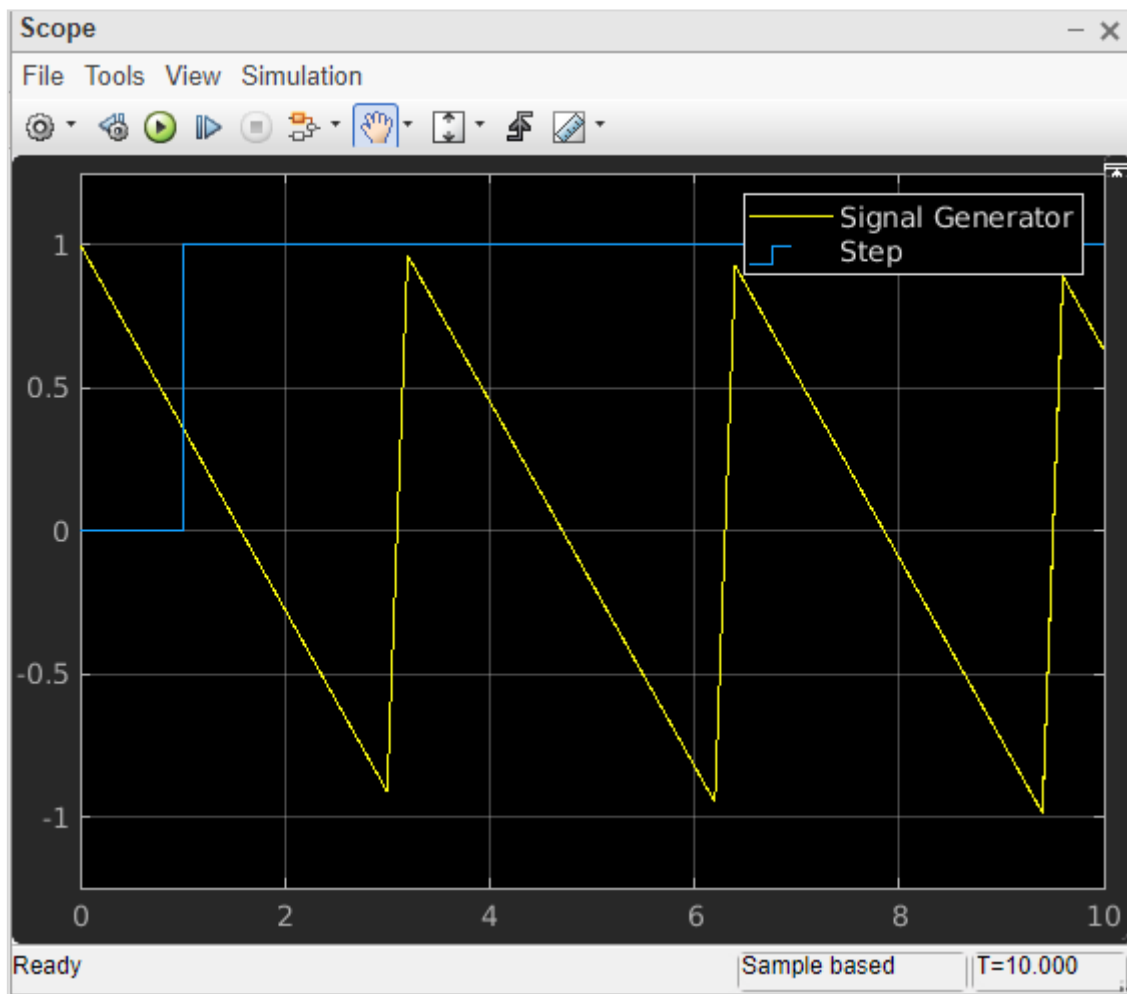 Scope
File Tools View Simulation
Signal Generator
Step
1
0.5
0
-0.5
-1
0 2 4 6 8 10
Ready Sample based T=10.000